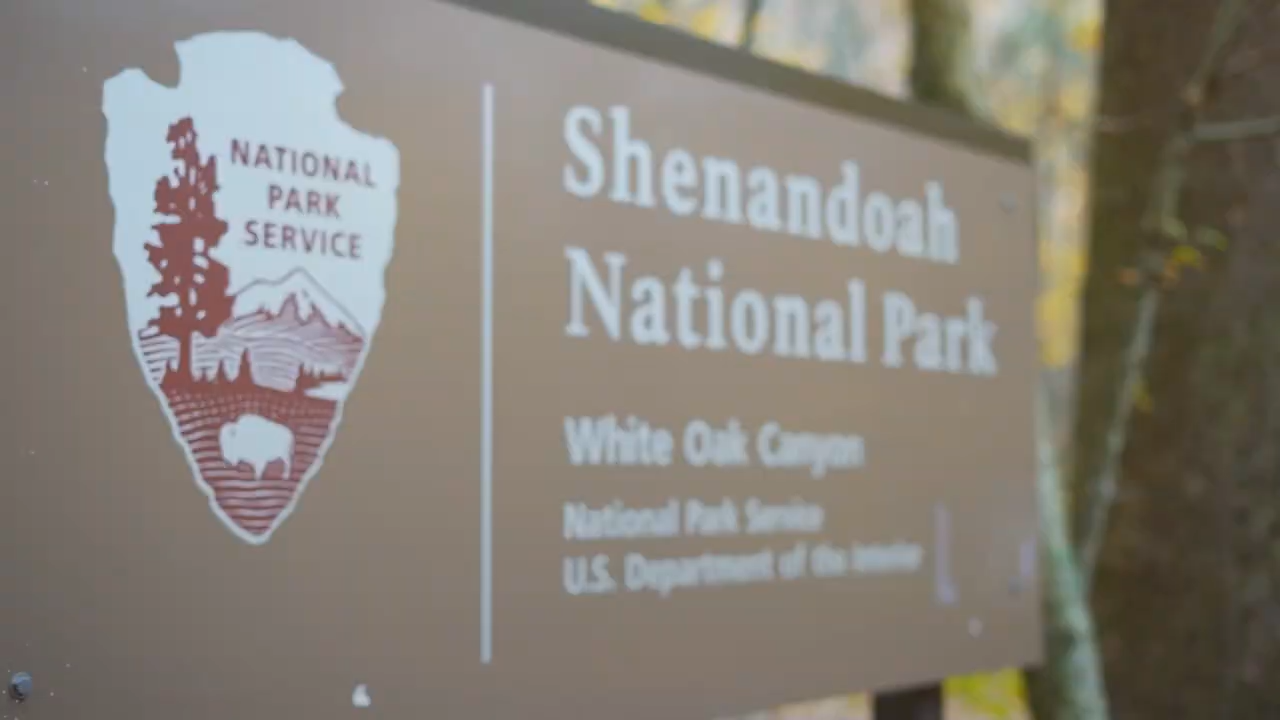 NATIONAL
PARK
SERVICE
Shenandoah
National Park
White Oak Canyon
National Park Service
U.S. Department of the Interior